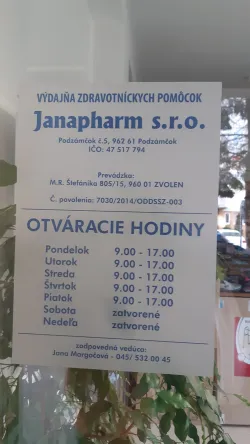 VÝDAJŇA ZDRAVOTNÍCKYCH POMÔCOK
Janapharm s.r.o.
Podzámčok č.5, 962 61 Podzámčok
IČO: 47 517 794
Prevádzka:
M.R. Štefánika 805/15, 960 01 ZVOLEN
Č. povolenia: 7030/2014/ODDSSZ-003
OTVÁRACIE HODINY
Pondelok 9.00 - 17.00
Utorok 9.00 - 17.00
Streda 9.00 - 17.00
Štvrtok 9.00 - 17.00
Piatok 9.00 - 17.00
Sobota zatvorené
Nedeľa zatvorené
zodpovedná vedúca:
Jana Margočová - 045/ 532 00 45